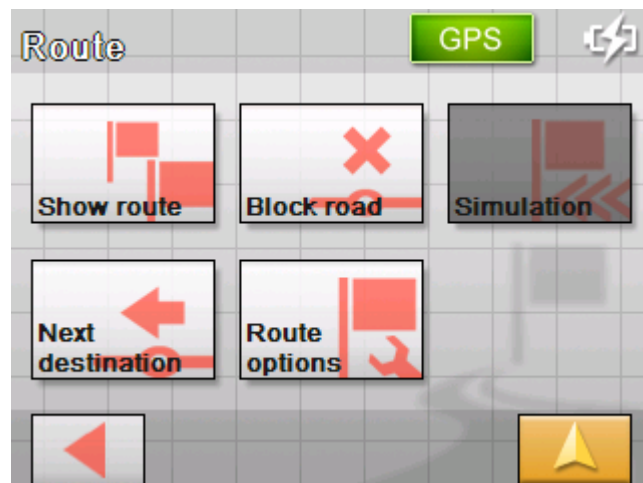 Route
GPS
Show route
Block road
Simulation
Next
destination
Route
options